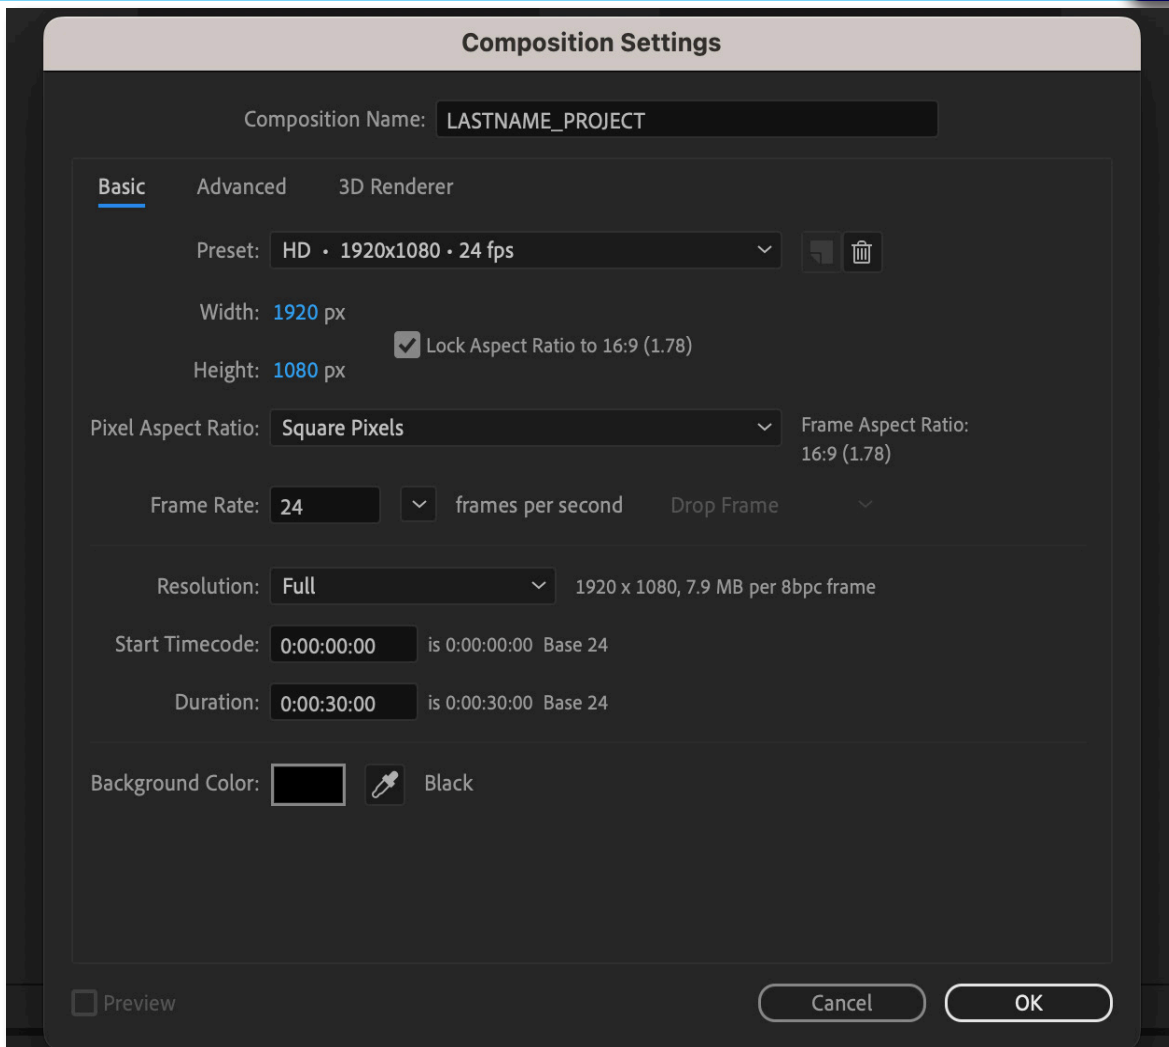 Composition Settings
Composition Name: LASTNAME_PROJECT
Basic Advanced 3D Renderer
Preset: HD • 1920x1080 • 24 fps
Width: 1920 px
Lock Aspect Ratio to 16:9 (1.78)
Height: 1080 px
Pixel Aspect Ratio: Square Pixels
Frame Aspect Ratio:
16:9 (1.78)
Frame Rate: 24 frames per second Drop Frame
Resolution: Full 1920 x 1080, 7.9 MB per 8bpc frame
Start Timecode: 0:00:00:00 is 0:00:00:00 Base 24
Duration: 0:00:30:00 is 0:00:30:00 Base 24
Background Color: Black
Preview Cancel OK